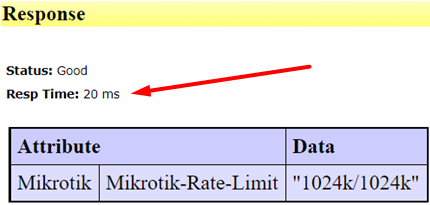 Response
Status: Good
Resp Time: 20 ms
Attribute Data
Mikrotik Mikrotik-Rate-Limit "1024k/1024k"